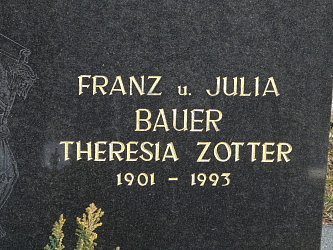 FRANZ u. JULIA
BAUER
THERESIA ZOTTER
1901 - 1993